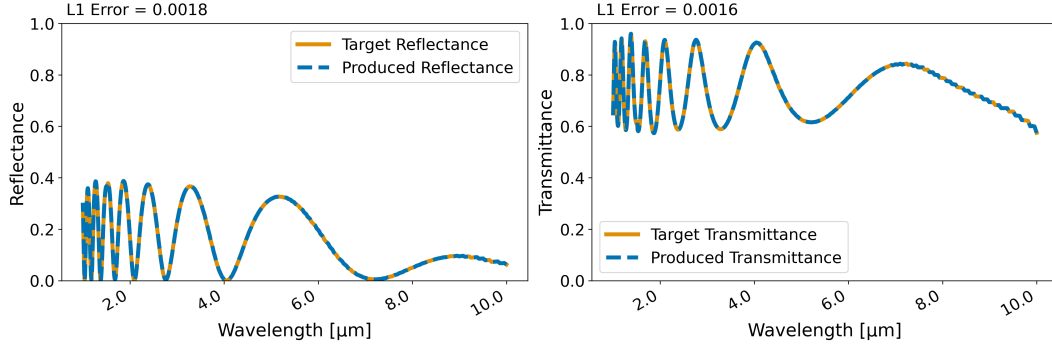 L1 Error = 0.0018
1.0
0.8
0.6
0.4
0.2
0.0
Reflectance
Target Reflectance
Produced Reflectance
2.0
4.0
6.0
8.0
10.0
Wavelength [µm]
L1 Error = 0.0016
1.0
0.8
0.6
0.4
0.2
0.0
Transmittance
Target Transmittance
Produced Transmittance
2.0
4.0
6.0
8.0
10.0
Wavelength [µm]